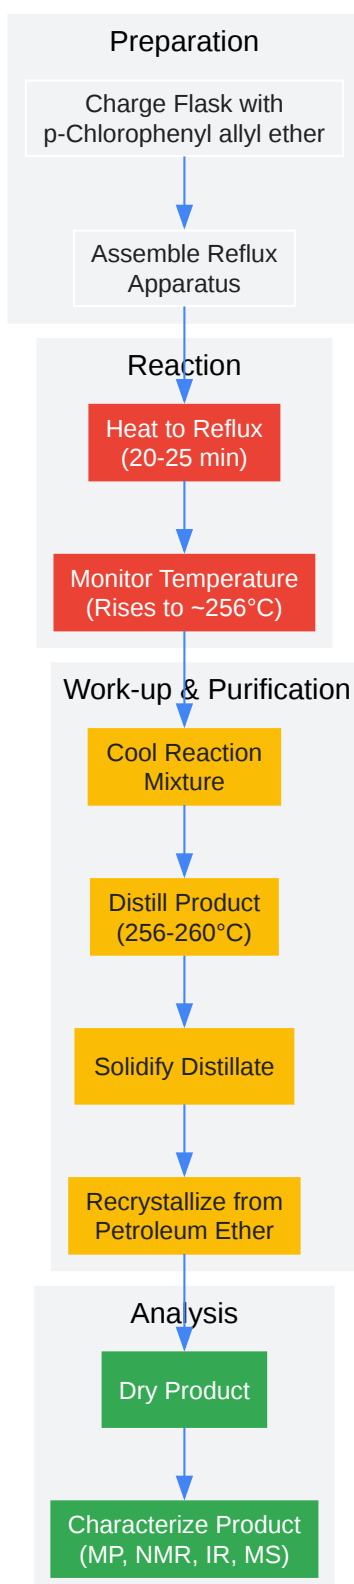 Preparation
Charge Flask with
p-Chlorophenyl allyl ether
Assemble Reflux
Apparatus
Reaction
Heat to Reflux
(20-25 min)
Monitor Temperature
(Rises to ~256°C)
Work-up & Purification
Cool Reaction
Mixture
Distill Product
(256-260°C)
Solidify Distillate
Recrystallize from
Petroleum Ether
Analysis
Dry Product
Characterize Product
(MP, NMR, IR, MS)